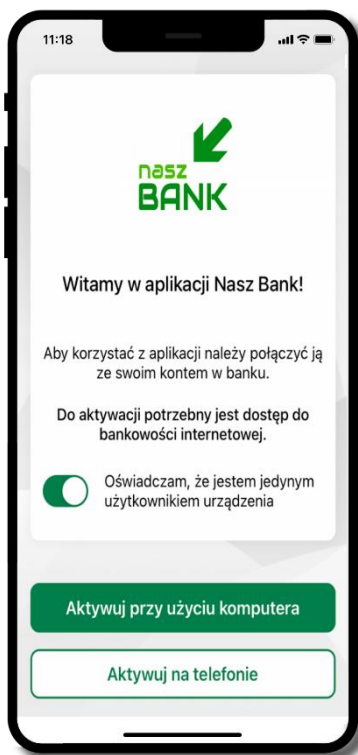 11:18
nasz
BANK
Witamy w aplikacji Nasz Bank!
Aby korzystać z aplikacji należy połączyć ją
ze swoim kontem w banku.
Do aktywacji potrzebny jest dostęp do
bankowości internetowej.
Oświadczam, że jestem jedynym
użytkownikiem urządzenia
Aktywuj przy użyciu komputera
Aktywuj na telefonie